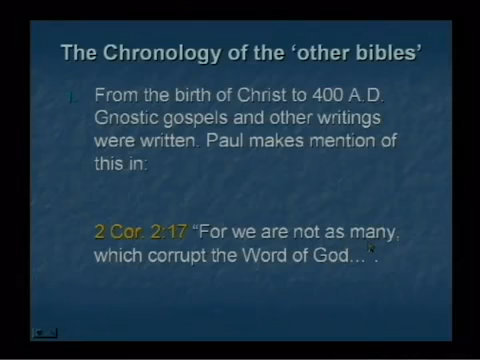 The Chronology of the ‘other bibles’
1. From the birth of Christ to 400 A.D.
Gnostic gospels and other writings
were written. Paul makes mention of
this in:
2 Cor. 2:17 “For we are not as many,
which corrupt the Word of God…”.